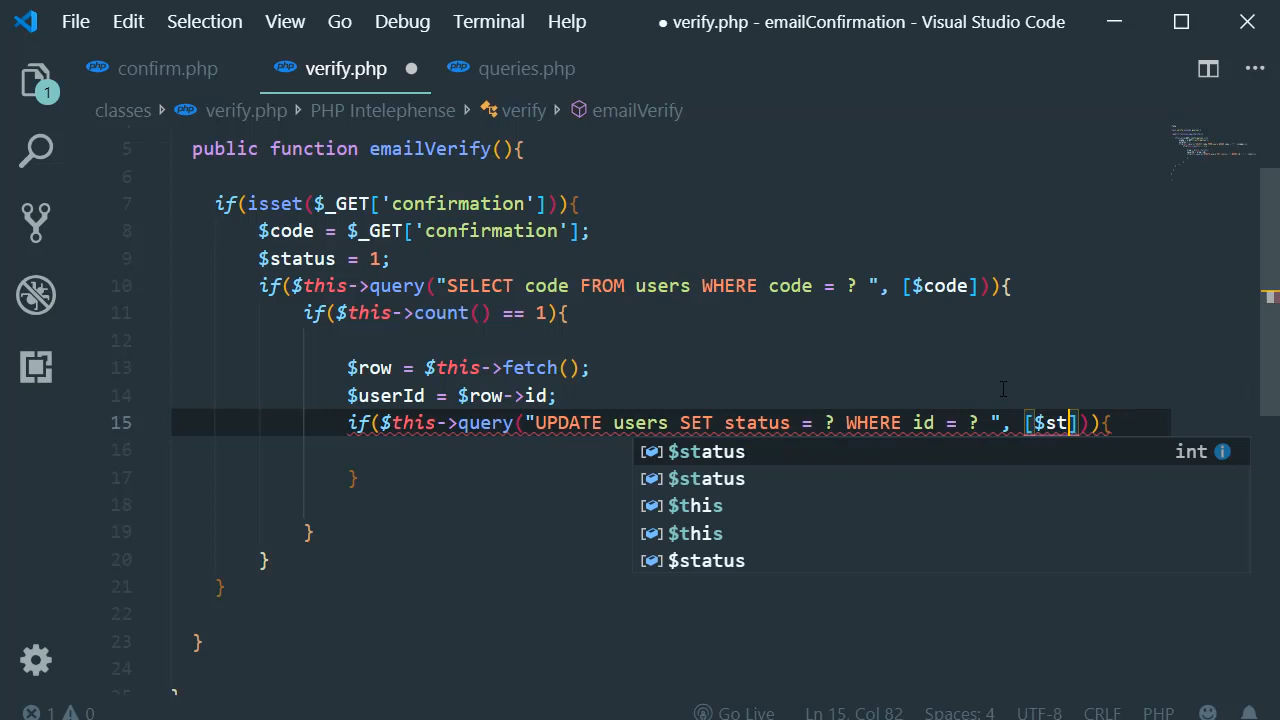 File Edit Selection View Go Debug Terminal Help ● verify.php - emailConfirmation - Visual Studio Code
php confirm.php php verify.php ● php queries.php
1
classes php verify.php PHP Intelephense verify emailVerify
5 public function emailVerify(){
6
7 if(isset($_GET['confirmation'])){
8 $code = $_GET['confirmation'];
9 $status = 1;
10 if($this->query("SELECT code FROM users WHERE code = ? ", [$code])){
11 if($this->count() == 1){
12
13 $row = $this->fetch();
14 $userId = $row->id;
15 if($this->query("UPDATE users SET status = ? WHERE id = ? ", [$st])){
16 $status int
$status
17 } $this
18 $this
19 } $status
20 }
21 }
22
23 }
24
25 }
1 0 Go Live Ln 15, Col 82 Spaces: 4 UTF-8 CRLF PHP